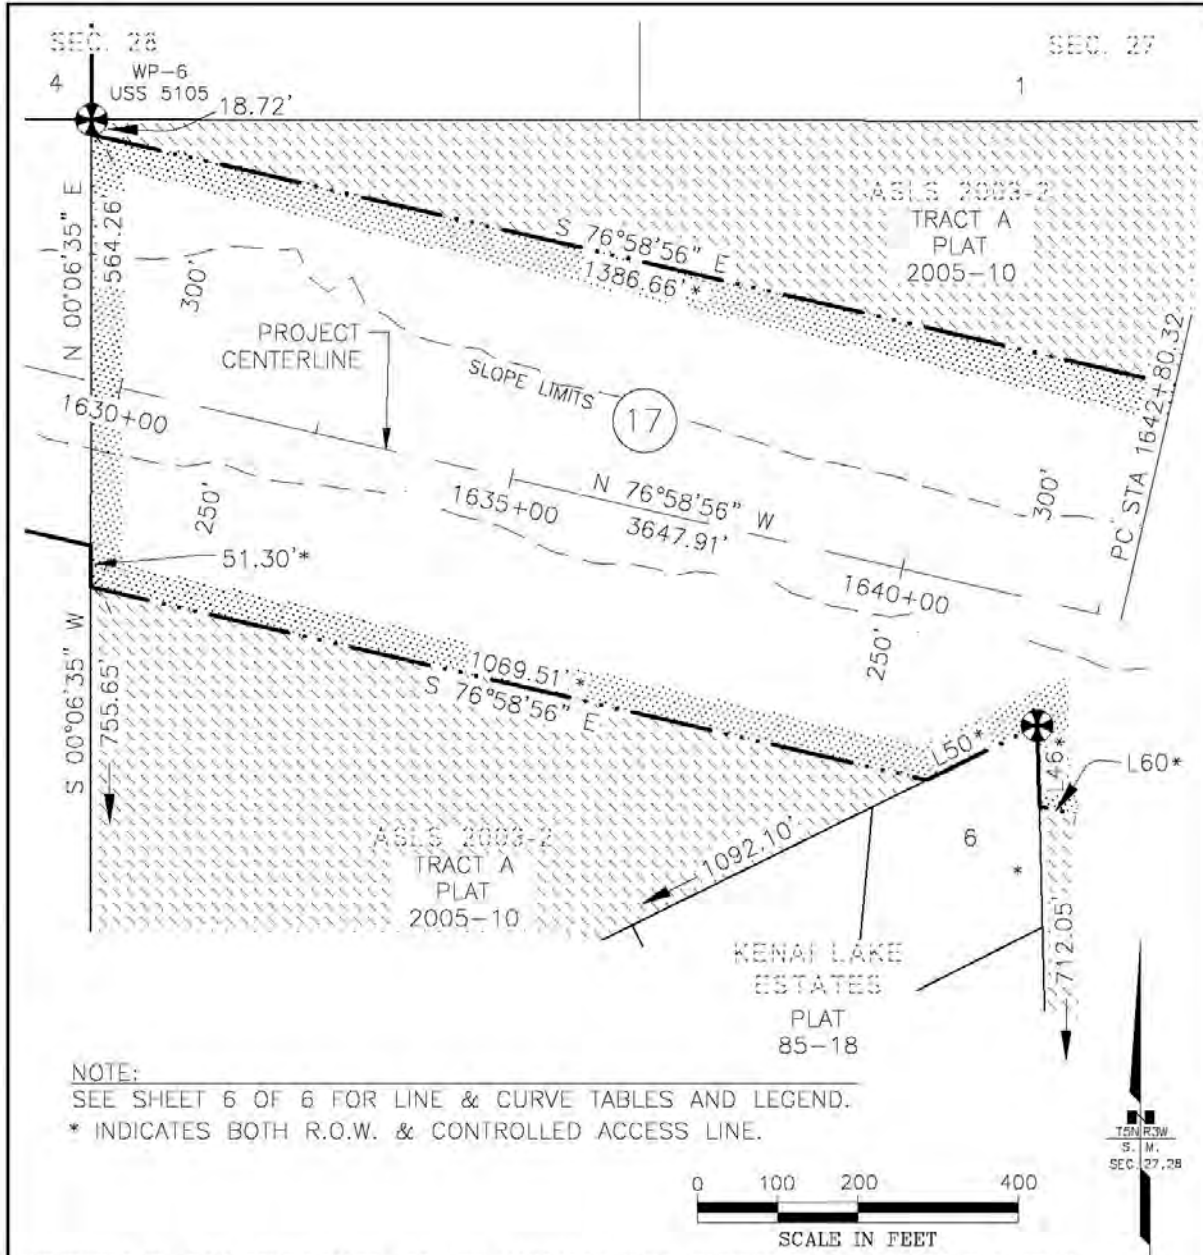 SEC. 28
SEC. 27
4
WP-6
USS 5105
18.72'
1
N 00°06'35" E
564.26'
ASLS 2003-2
TRACT A
PLAT
2005-10
S 76°58'56" E
1386.66'*
300'
PROJECT
CENTERLINE
SLOPE LIMITS
17
PC STA 1642+80.32
1630+00
300'
N 76°58'56" W
3647.91'
1635+00
250'
51.30'*
1640+00
250'
1069.51' *
S 76°58'56" E
S 00°06'35" W
755.65'
L50*
L46*
L60*
ASLS 2003-2
TRACT A
PLAT
2005-10
1092.10'
6
*
712.05'
KENAI LAKE
ESTATES
PLAT
85-18
NOTE:
SEE SHEET 6 OF 6 FOR LINE & CURVE TABLES AND LEGEND.
* INDICATES BOTH R.O.W. & CONTROLLED ACCESS LINE.
N
T5N R3W
S. M.
SEC. 27,28
0 100 200 400
SCALE IN FEET